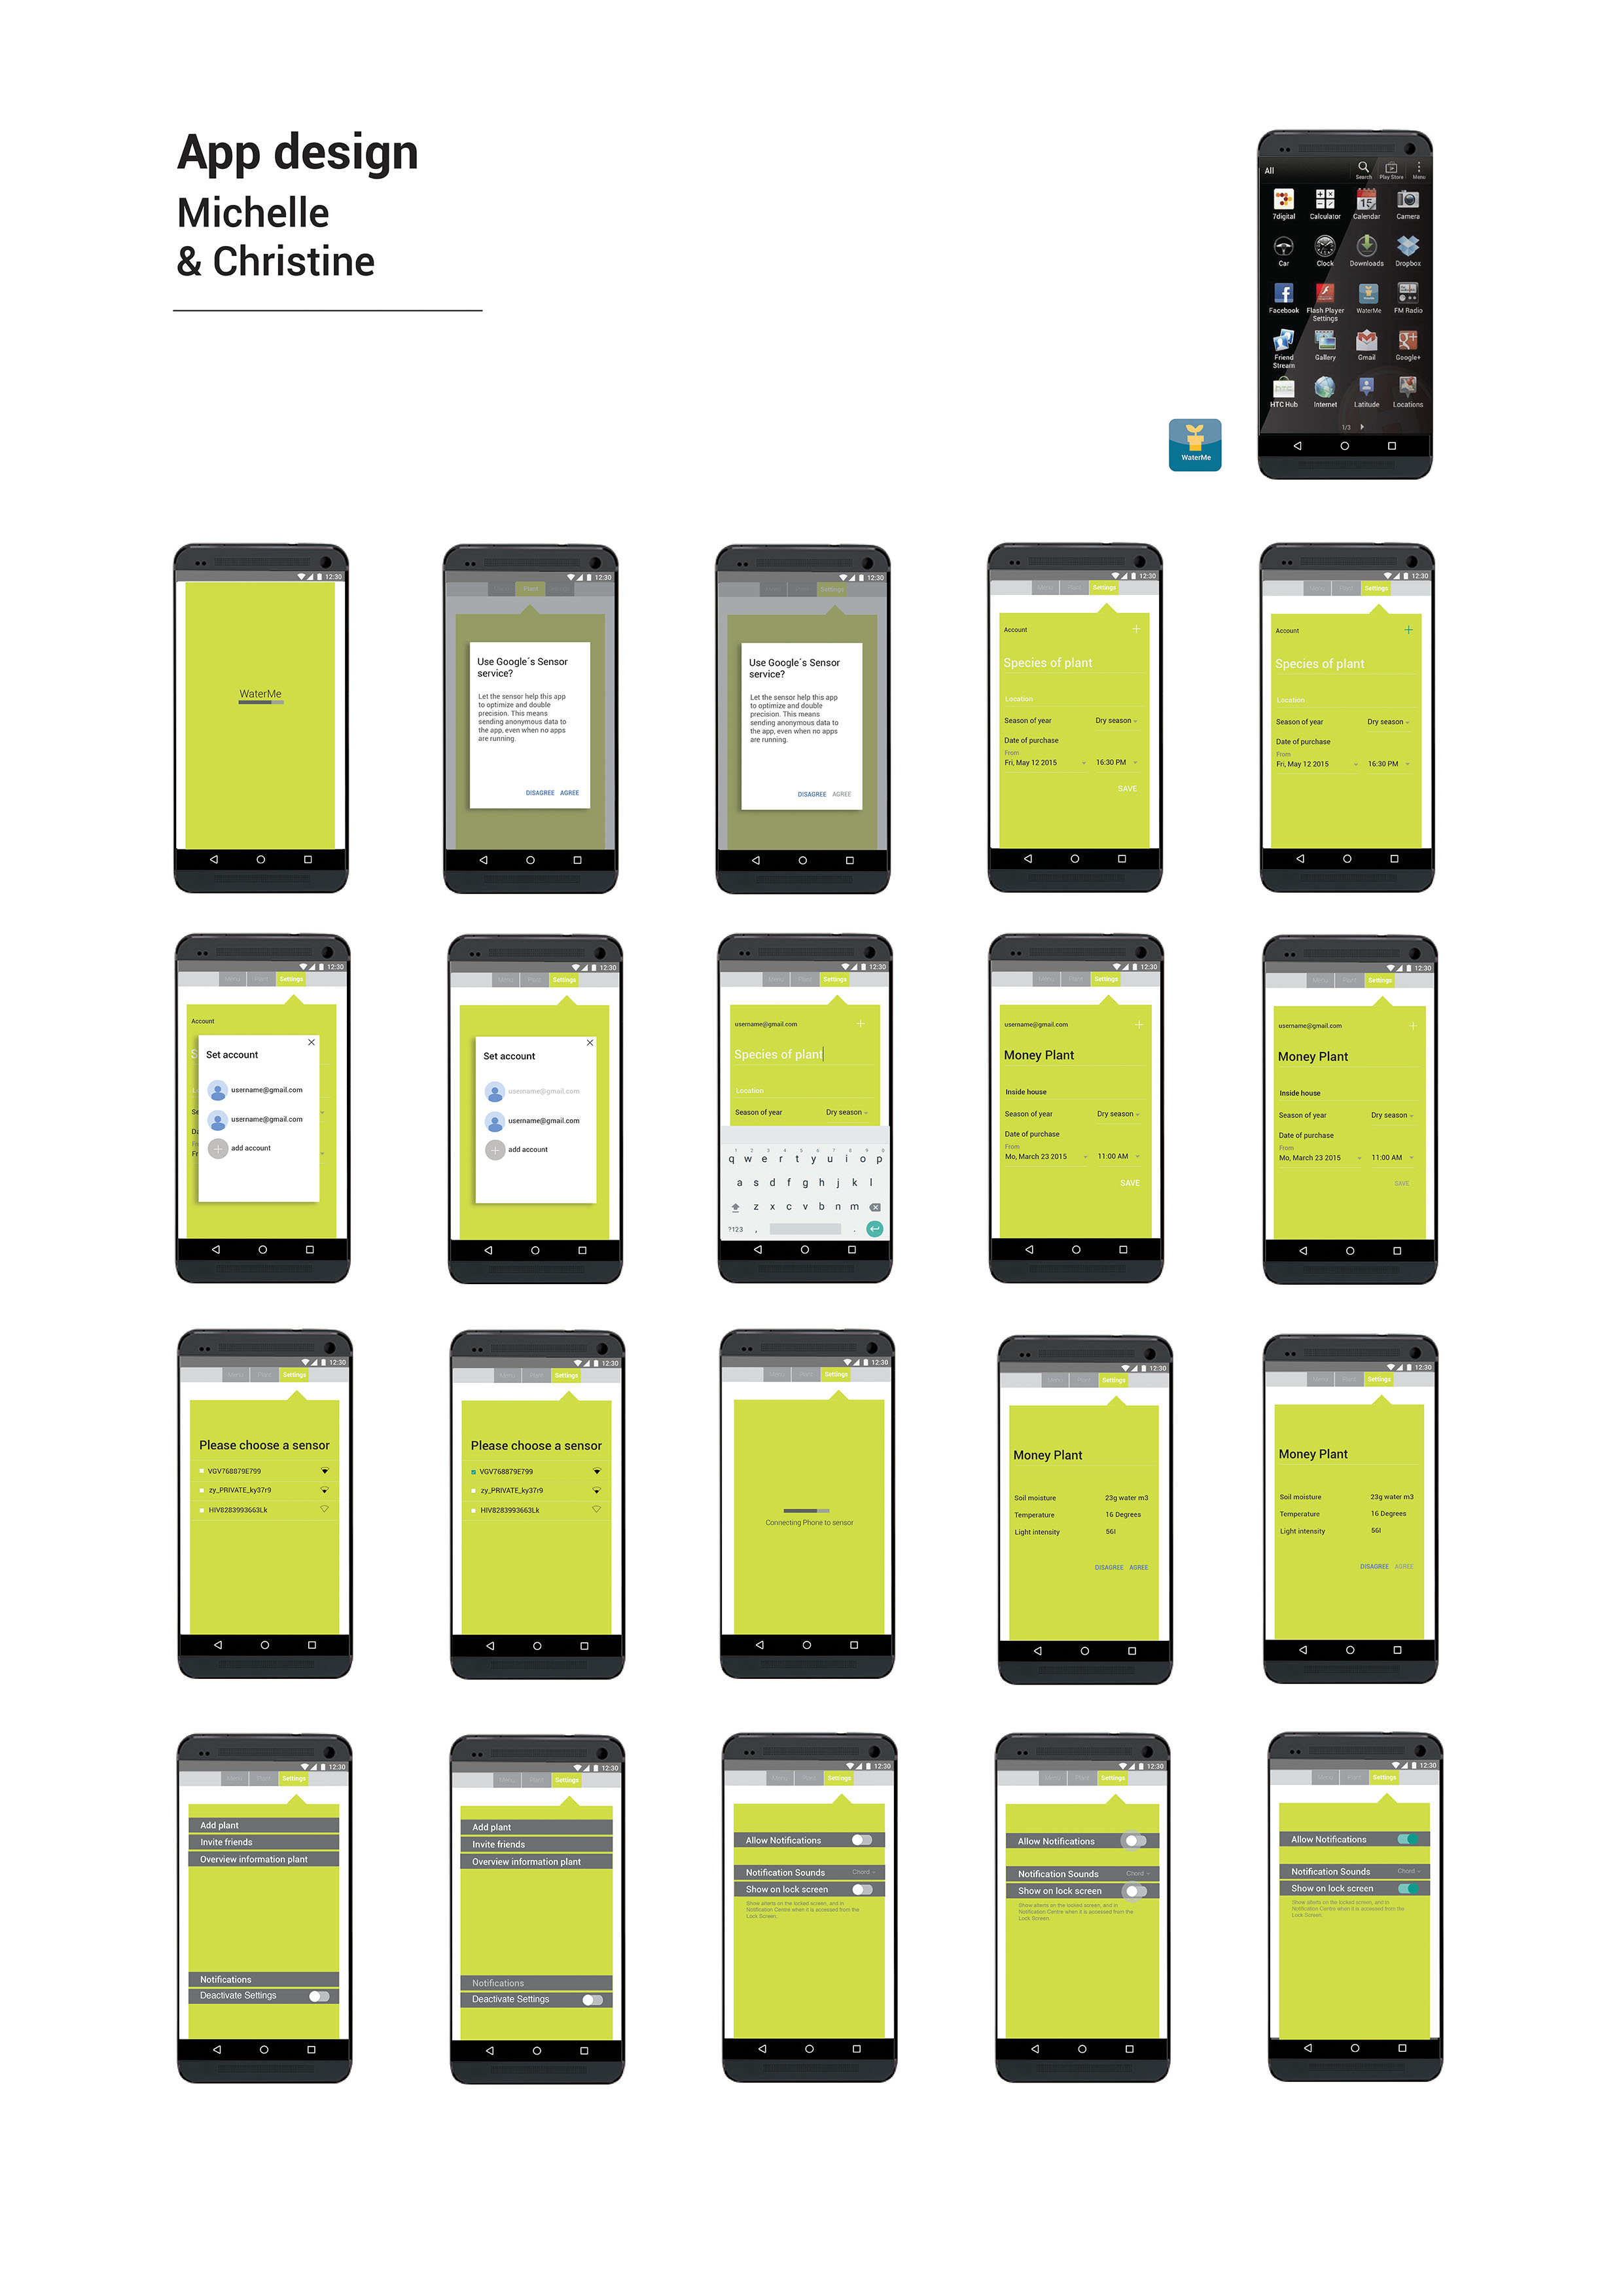 App design
Michelle
& Christine
All
Search
Play Store
Menu
7digital
Calculator
Calendar
Camera
Car
Clock
Downloads
Dropbox
Facebook
Flash Player
Settings
WaterMe
FM Radio
Friend
Stream
Gallery
Gmail
Google+
HTC Hub
Internet
Latitude
Locations
1/3
WaterMe
12:30
WaterMe
12:30
Plant
Use Google´s Sensor
service?
Let the sensor help this app
to optimize and double
precision. This means
sending anonymous data to
the app, even when no apps
are running.
DISAGREE AGREE
12:30
Settings
Use Google´s Sensor
service?
Let the sensor help this app
to optimize and double
precision. This means
sending anonymous data to
the app, even when no apps
are running.
DISAGREE AGREE
12:30
Menu Plant Settings
Account
Species of plant
Location
Season of year Dry season
Date of purchase
From
Fri, May 12 2015 16:30 PM
SAVE
12:30
Menu Plant Settings
Account
Species of plant
Location
Season of year Dry season
Date of purchase
From
Fri, May 12 2015 16:30 PM
12:30
Menu Plant Settings
Account
Set account
username@gmail.com
username@gmail.com
add account
12:30
Menu Plant Settings
Set account
username@gmail.com
username@gmail.com
add account
12:30
Menu Plant Settings
username@gmail.com
Species of plant
Location
Season of year Dry season
1 2 3 4 5 6 7 8 9 0
q w e r t y u i o p
a s d f g h j k l
z x c v b n m
?123 , .
12:30
Menu Plant Settings
username@gmail.com
Money Plant
Inside house
Season of year Dry season
Date of purchase
From
Mo, March 23 2015 11:00 AM
SAVE
12:30
Menu Plant Settings
username@gmail.com
Money Plant
Inside house
Season of year Dry season
Date of purchase
From
Mo, March 23 2015 11:00 AM
SAVE
12:30
Menu Plant Settings
Please choose a sensor
VGV768879E799
zy_PRIVATE_ky37r9
HIV8283993663Lk
12:30
Menu Plant Settings
Please choose a sensor
VGV768879E799
zy_PRIVATE_ky37r9
HIV8283993663Lk
12:30
Menu Plant Settings
Connecting Phone to sensor
12:30
Menu Plant Settings
Money Plant
Soil moisture 23g water m3
Temperature 16 Degrees
Light intensity 56l
DISAGREE AGREE
12:30
Menu Plant Settings
Money Plant
Soil moisture 23g water m3
Temperature 16 Degrees
Light intensity 56l
DISAGREE AGREE
12:30
Menu Plant Settings
Add plant
Invite friends
Overview information plant
Notifications
Deactivate Settings
12:30
Menu Plant Settings
Add plant
Invite friends
Overview information plant
Notifications
Deactivate Settings
12:30
Menu Plant Settings
Allow Notifications
Notification Sounds Chord
Show on lock screen
Show alterts on the locked screen, and in
Notification Centre when it is accessed from the
Lock Screen.
12:30
Menu Plant Settings
Allow Notifications
Notification Sounds Chord
Show on lock screen
Show alterts on the locked screen, and in
Notification Centre when it is accessed from the
Lock Screen.
12:30
Menu Plant Settings
Allow Notifications
Notification Sounds Chord
Show on lock screen
Show alterts on the locked screen, and in
Notification Centre when it is accessed from the
Lock Screen.